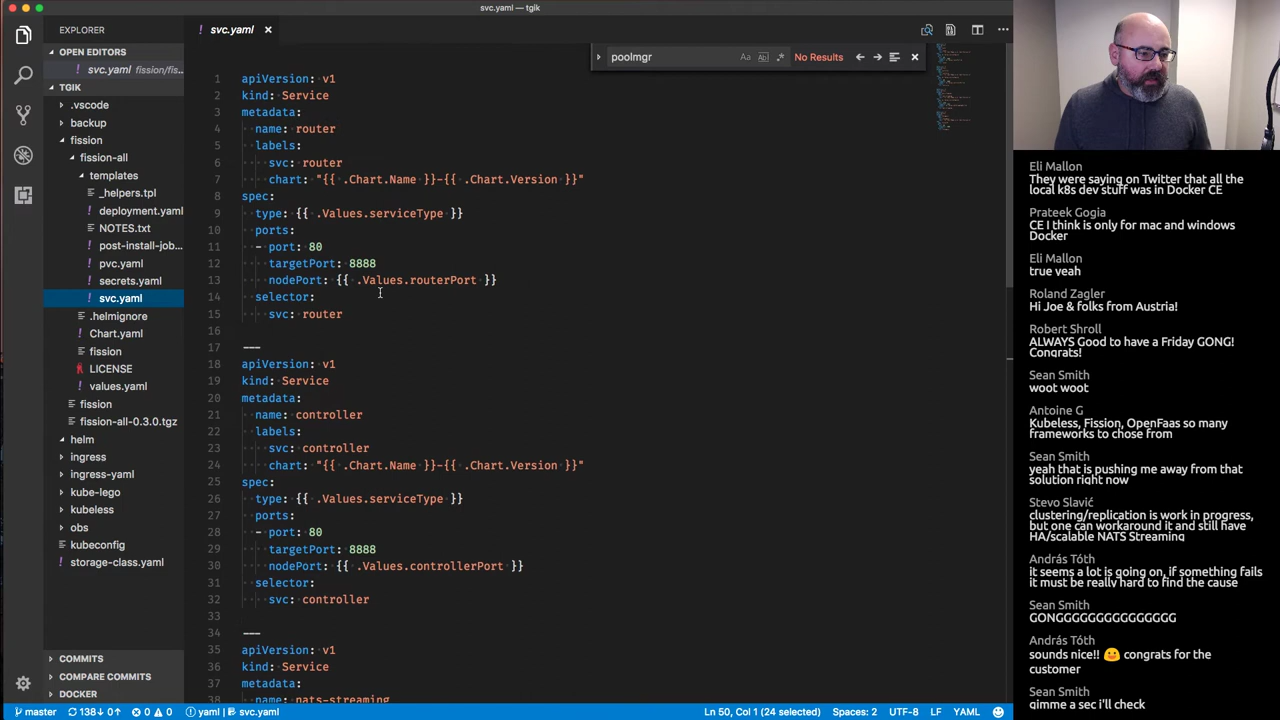 svc.yaml — tgik
EXPLORER
OPEN EDITORS
! svc.yaml fission/fis...
TGIK
.vscode
backup
fission
fission-all
templates
_helpers.tpl
! deployment.yaml
NOTES.txt
! post-install-job...
! pvc.yaml
! secrets.yaml
! svc.yaml
.helmignore
! Chart.yaml
fission
LICENSE
! values.yaml
fission
fission-all-0.3.0.tgz
helm
ingress
ingress-yaml
kube-lego
kubeless
obs
kubeconfig
! storage-class.yaml
COMMITS
COMPARE COMMITS
DOCKER
! svc.yaml ×
poolmgr Aa Abl .* No Results
1 apiVersion: v1
2 kind: Service
3 metadata:
4 name: router
5 labels:
6 svc: router
7 chart: "{{ .Chart.Name }}-{{ .Chart.Version }}"
8 spec:
9 type: {{ .Values.serviceType }}
10 ports:
11 - port: 80
12 targetPort: 8888
13 nodePort: {{ .Values.routerPort }}
14 selector:
15 svc: router
16
17 ---
18 apiVersion: v1
19 kind: Service
20 metadata:
21 name: controller
22 labels:
23 svc: controller
24 chart: "{{ .Chart.Name }}-{{ .Chart.Version }}"
25 spec:
26 type: {{ .Values.serviceType }}
27 ports:
28 - port: 80
29 targetPort: 8888
30 nodePort: {{ .Values.controllerPort }}
31 selector:
32 svc: controller
33
34 ---
35 apiVersion: v1
36 kind: Service
37 metadata:
38 name: nats-streaming
master 138↓ 0↑ 0 0 yaml | svc.yaml Ln 50, Col 1 (24 selected) Spaces: 2 UTF-8 LF YAML
Eli Mallon
They were saying on Twitter that all the
local k8s dev stuff was in Docker CE
Prateek Gogia
CE I think is only for mac and windows
Docker
Eli Mallon
true yeah
Roland Zagler
Hi Joe & folks from Austria!
Robert Shroll
ALWAYS Good to have a Friday GONG!
Congrats!
Sean Smith
woot woot
Antoine G
Kubeless, Fission, OpenFaas so many
frameworks to chose from
Sean Smith
yeah that is pushing me away from that
solution right now
Stevo Slavić
clustering/replication is work in progress,
but one can workaround it and still have
HA/scalable NATS Streaming
András Tóth
it seems a lot is going on, if something fails
it must be really hard to find the cause
Sean Smith
GONGGGGGGGGGGGGGGG
András Tóth
sounds nice!! 🙂 congrats for the
customer
Sean Smith
gimme a sec i'll check